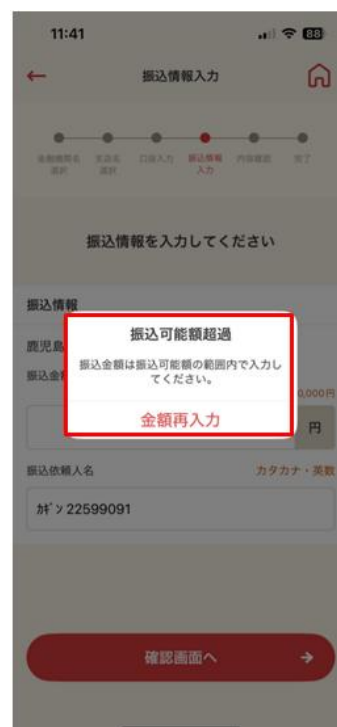 11:41
88
振込情報入力
金融機関名
選択
支店名
選択
口座入力
振込情報
入力
内容確認
完了
振込情報を入力してください
振込情報
鹿児島
振込可能額超過
振込金額は振込可能額の範囲内で入力し
てください。
振込金
0,000円
金額再入力
円
振込依頼人名
カタカナ・英数
ｶｷﾞﾝ 22599091
確認画面へ